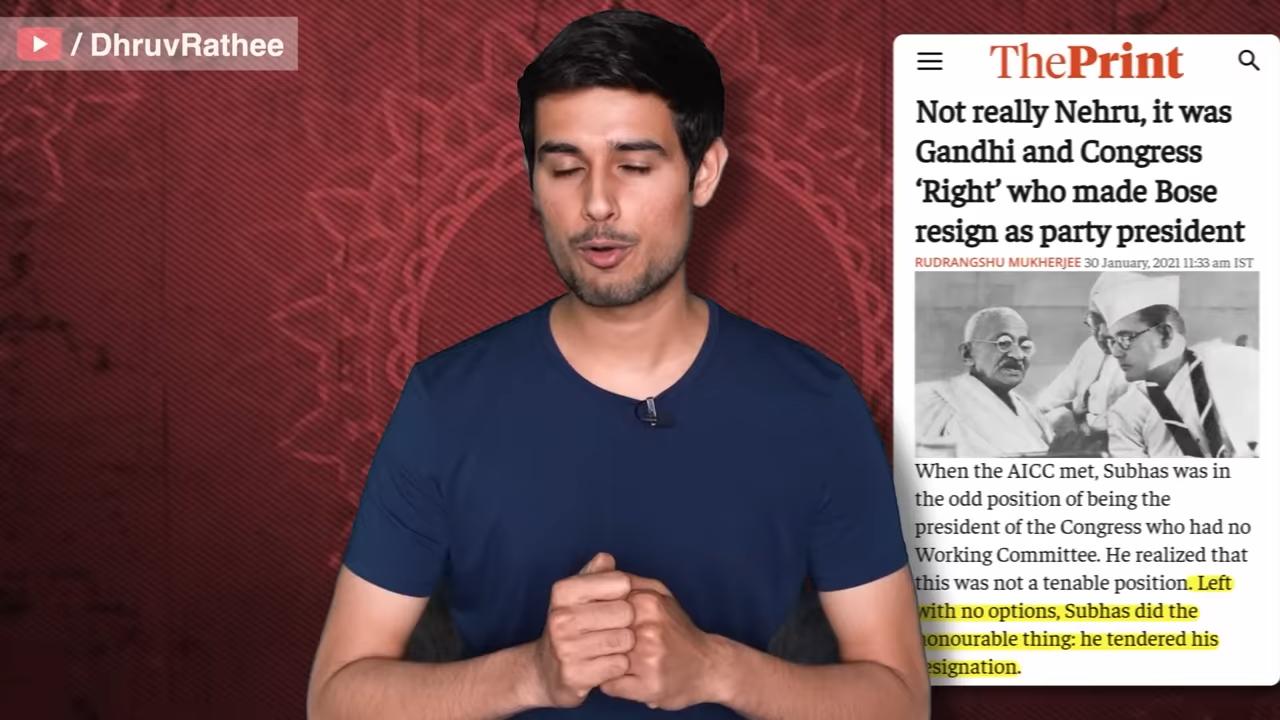 / DhruvRathee
ThePrint
Not really Nehru, it was
Gandhi and Congress
‘Right’ who made Bose
resign as party president
RUDRANGSHU MUKHERJEE 30 January, 2021 11:33 am IST
When the AICC met, Subhas was in
the odd position of being the
president of the Congress who had no
Working Committee. He realized that
this was not a tenable position. Left
with no options, Subhas did the
honourable thing: he tendered his
resignation.